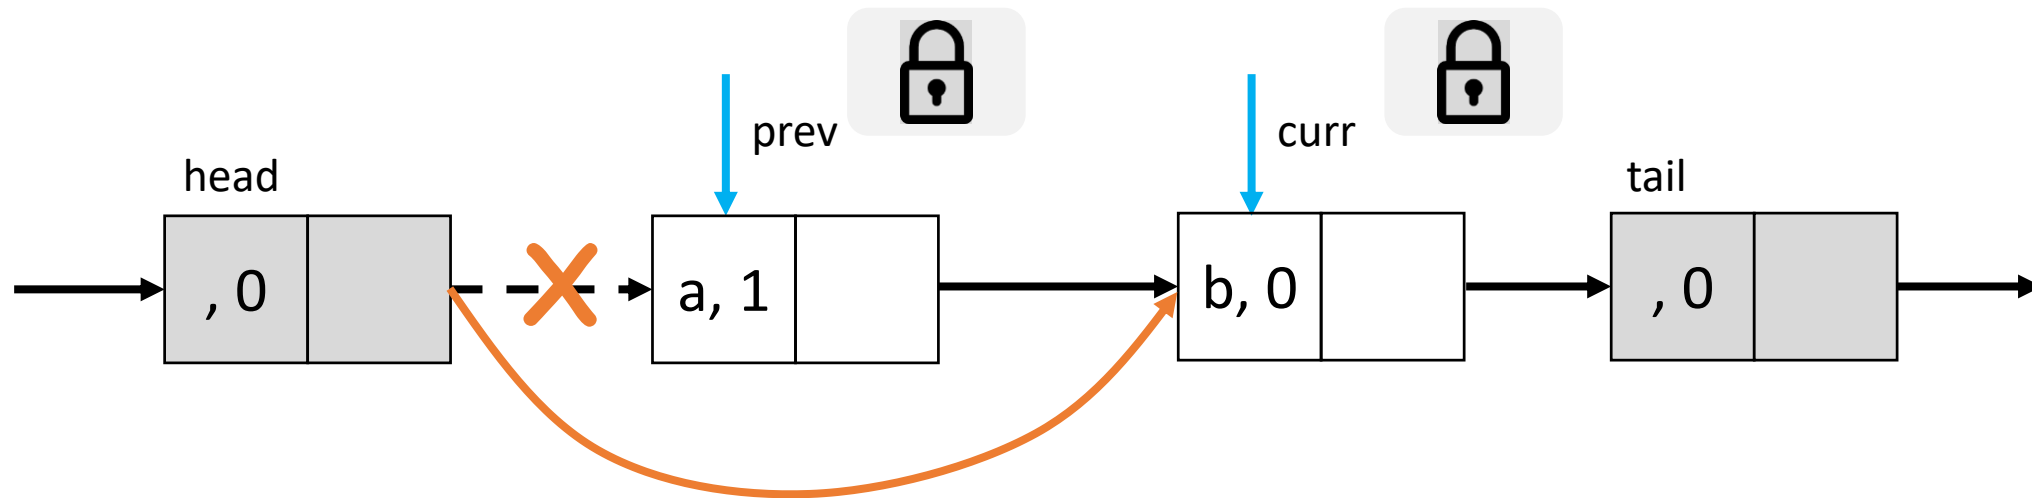 prev
curr
head
tail
, 0
a, 1
b, 0
, 0